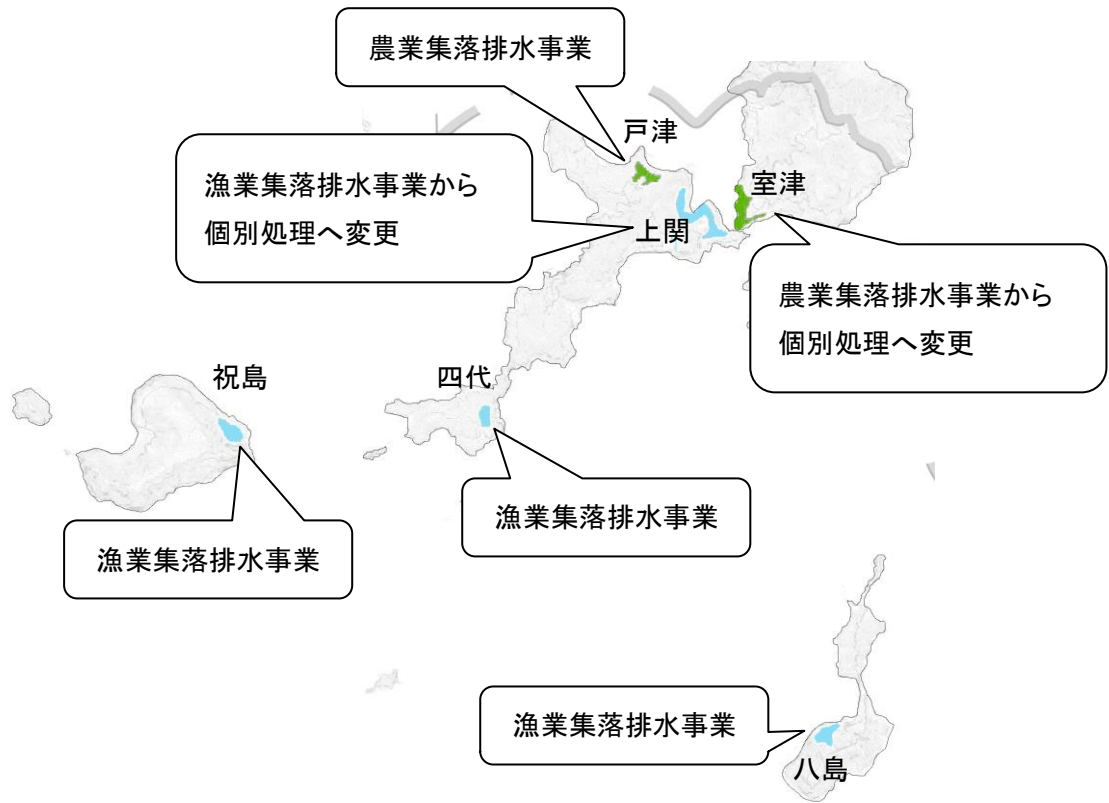 農業集落排水事業
戸津
漁業集落排水事業から
個別処理へ変更
室津
上関
農業集落排水事業から
個別処理へ変更
祝島
四代
漁業集落排水事業
漁業集落排水事業
漁業集落排水事業
八島